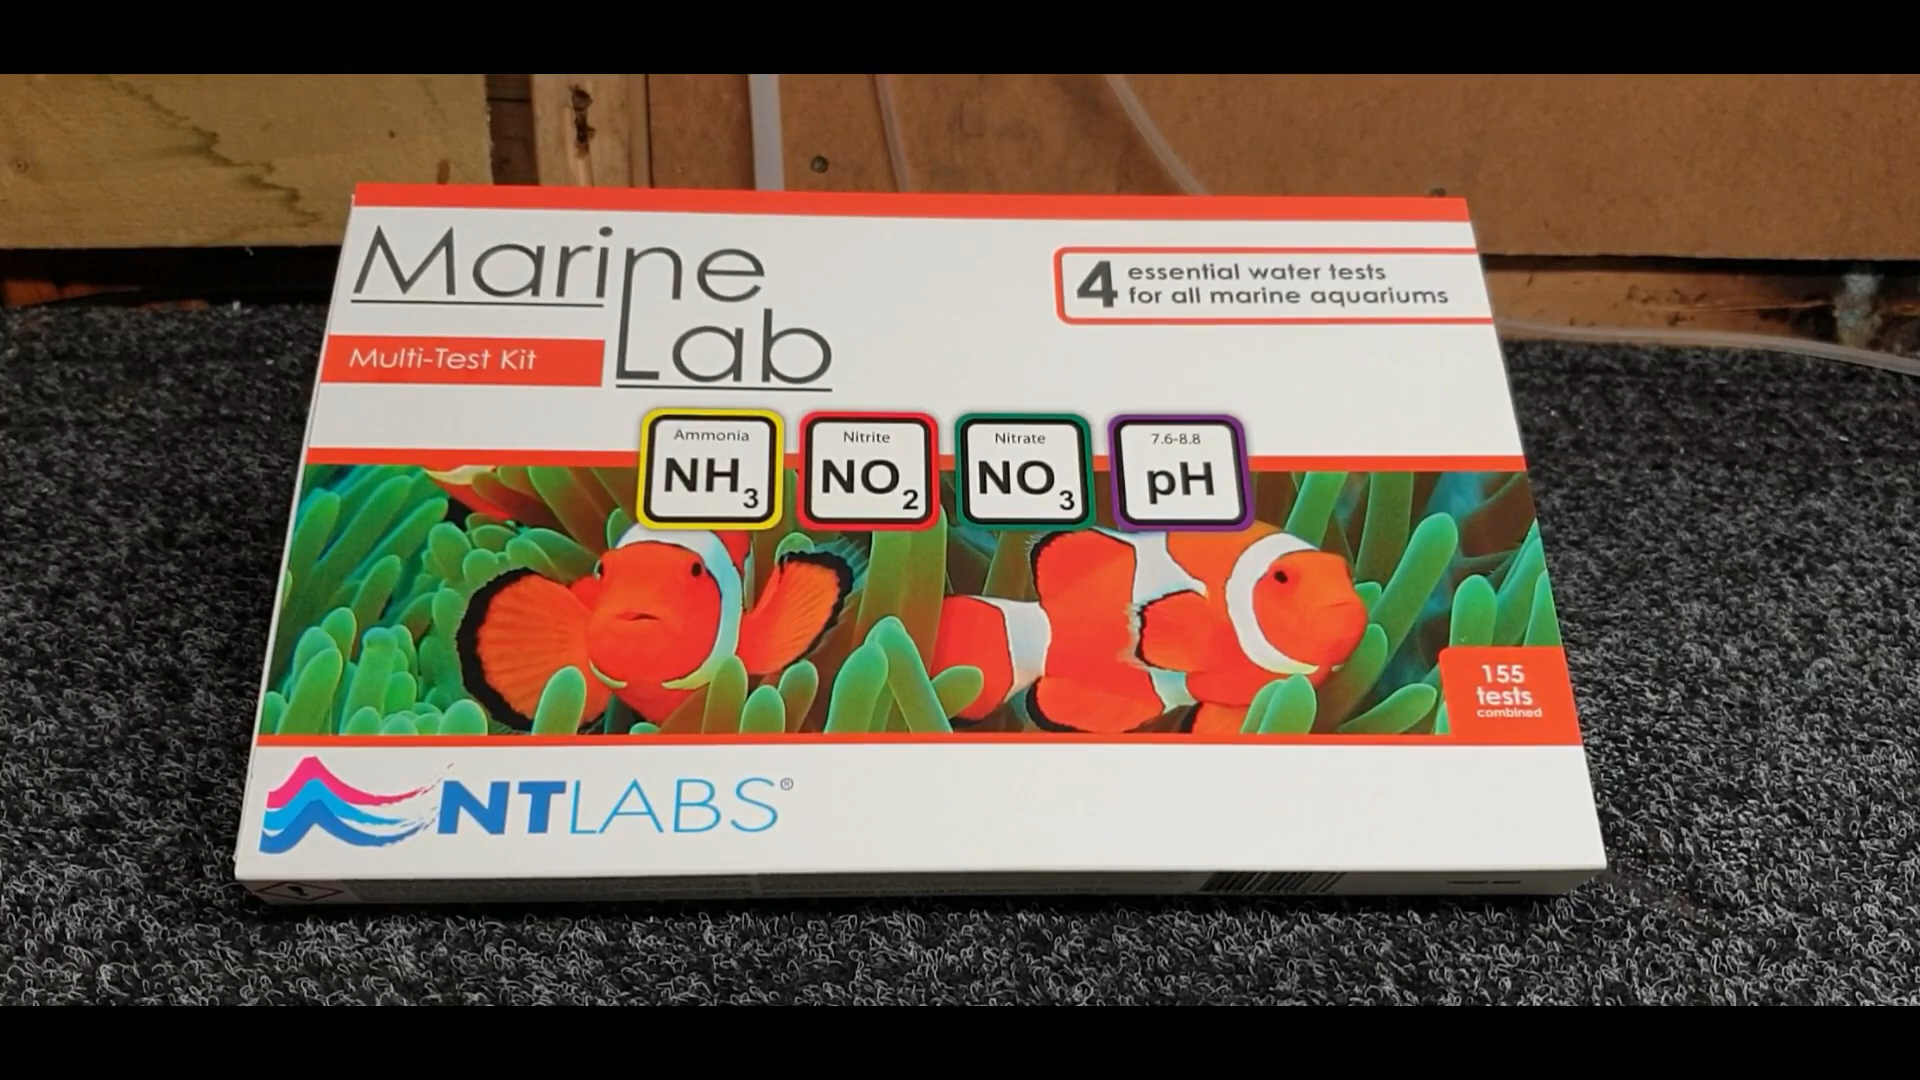 Marine
Lab
Multi-Test Kit
4 essential water tests
for all marine aquariums
Ammonia
NH3
Nitrite
NO2
Nitrate
NO3
7.6-8.8
pH
155
tests
combined
NTLABS®